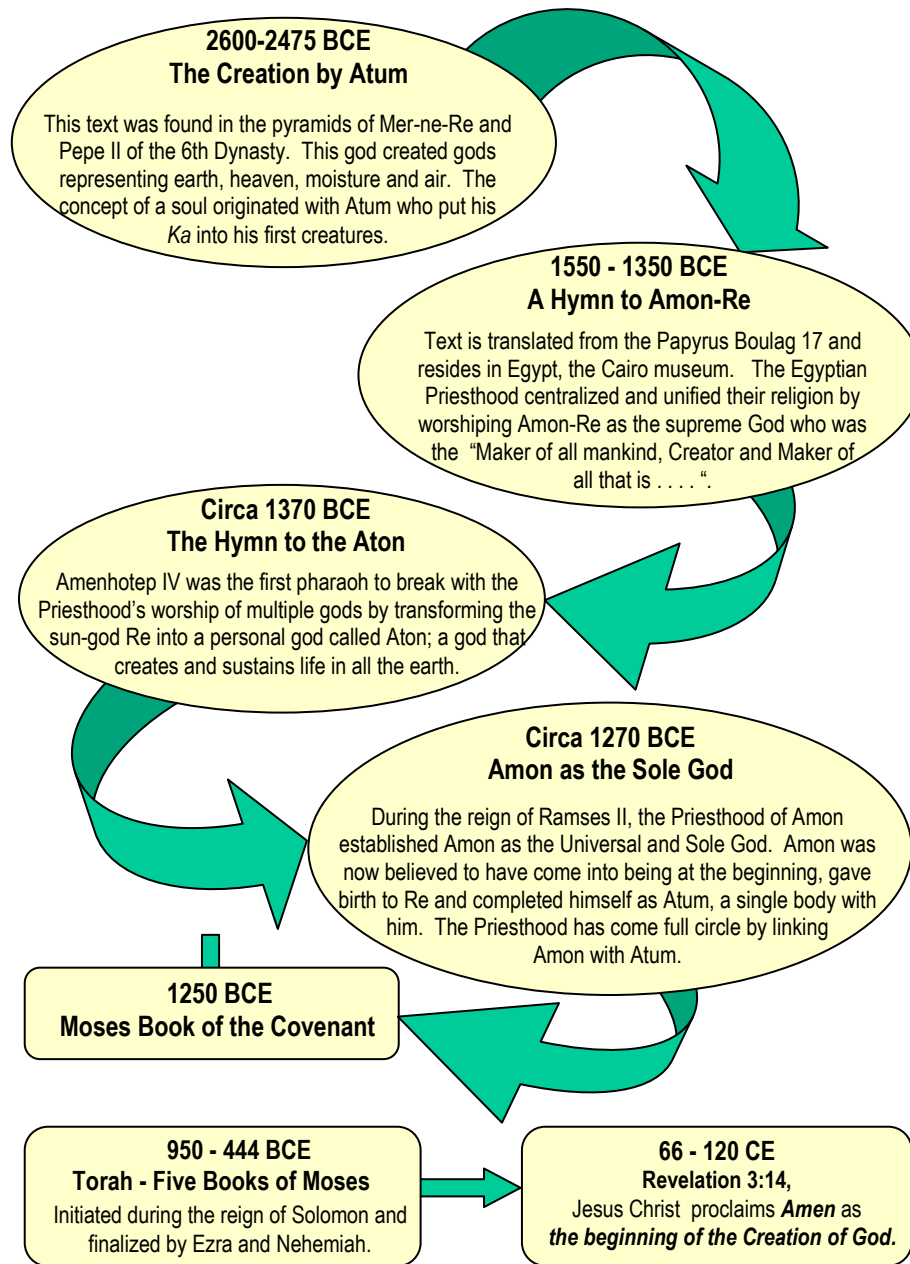 2600-2475 BCE
The Creation by Atum
This text was found in the pyramids of Mer-ne-Re and
Pepe II of the 6th Dynasty. This god created gods
representing earth, heaven, moisture and air. The
concept of a soul originated with Atum who put his
Ka into his first creatures.
1550 - 1350 BCE
A Hymn to Amon-Re
Text is translated from the Papyrus Boulag 17 and
resides in Egypt, the Cairo museum. The Egyptian
Priesthood centralized and unified their religion by
worshiping Amon-Re as the supreme God who was
the “Maker of all mankind, Creator and Maker of
all that is . . . . “.
Circa 1370 BCE
The Hymn to the Aton
Amenhotep IV was the first pharaoh to break with the
Priesthood’s worship of multiple gods by transforming the
sun-god Re into a personal god called Aton; a god that
creates and sustains life in all the earth.
Circa 1270 BCE
Amon as the Sole God
During the reign of Ramses II, the Priesthood of Amon
established Amon as the Universal and Sole God. Amon was
now believed to have come into being at the beginning, gave
birth to Re and completed himself as Atum, a single body with
him. The Priesthood has come full circle by linking
Amon with Atum.
1250 BCE
Moses Book of the Covenant
950 - 444 BCE
Torah - Five Books of Moses
Initiated during the reign of Solomon and
finalized by Ezra and Nehemiah.
66 - 120 CE
Revelation 3:14,
Jesus Christ proclaims Amen as
the beginning of the Creation of God.